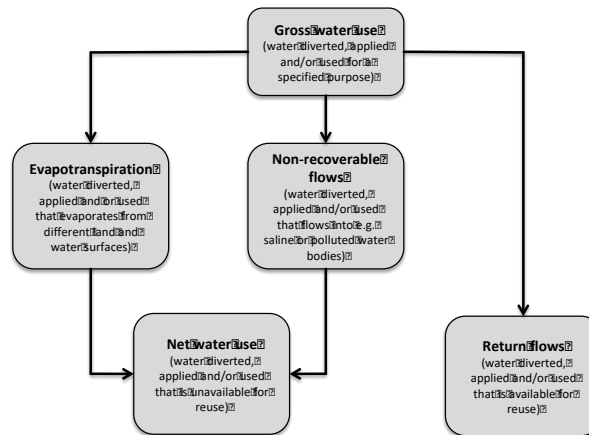 Gross water use
(water diverted, applied
and/or used for a
specified purpose)
Evapotranspiration
(water diverted,
applied and or used
that evaporates from
different land and
water surfaces)
Non-recoverable
flows
(water diverted,
applied and/or used
that flows into e.g.
saline or polluted water
bodies)
Net water use
(water diverted,
applied and/or used
that is unavailable for
reuse)
Return flows
(water diverted,
applied and/or used
that is available for
reuse)